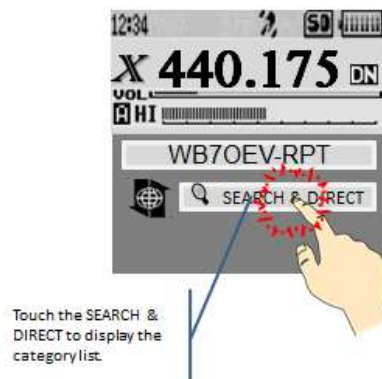 12:34 SD
X 440.175 DN
VOL
A HI
WB7OEV-RPT
SEARCH & DIRECT
Touch the SEARCH &
DIRECT to display the
category list.